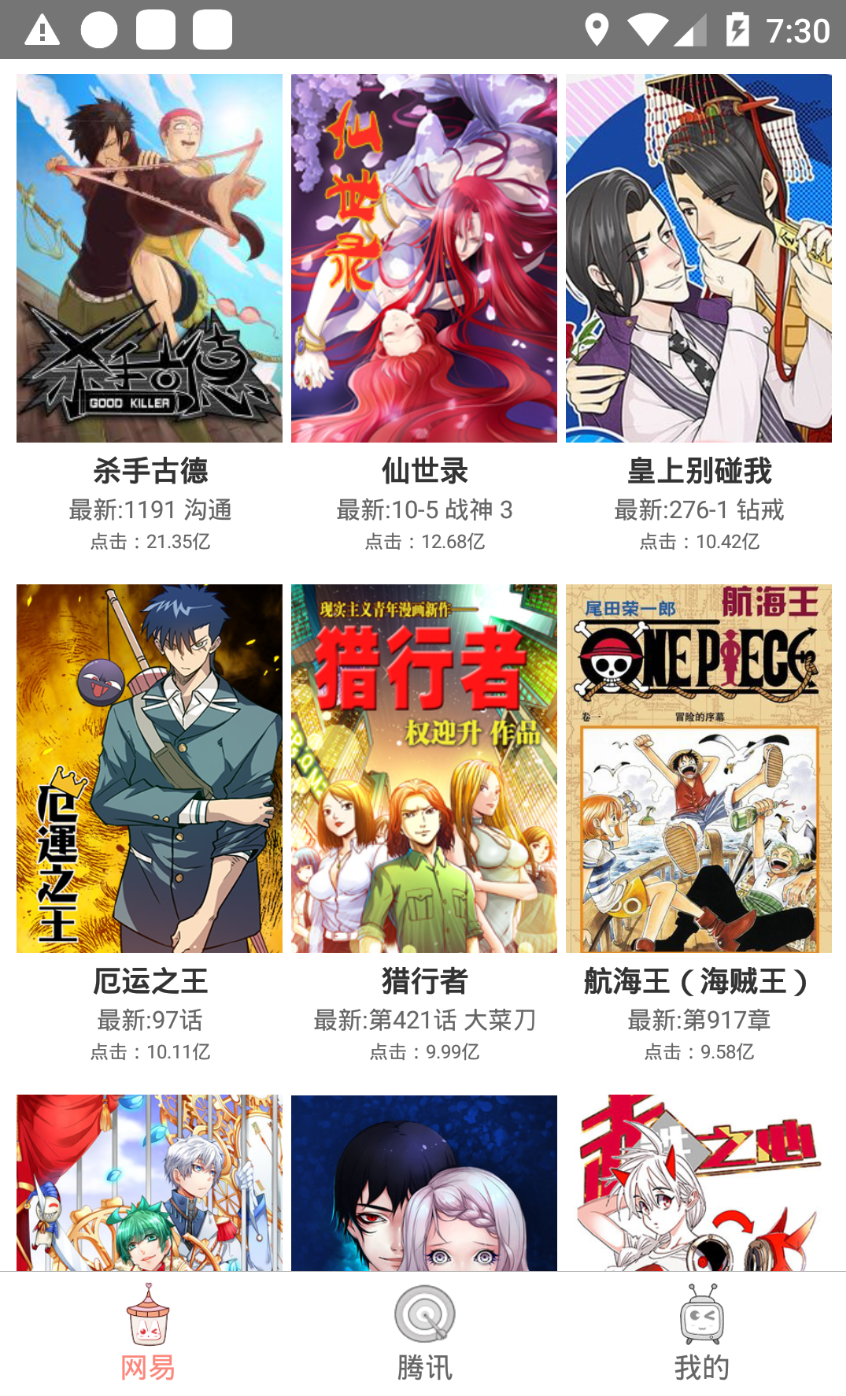 7:30
杀手古德
GOOD KILLER
仙世录
杀手古德
仙世录
皇上别碰我
最新:1191 沟通
最新:10-5 战神 3
最新:276-1 钻戒
点击：21.35亿
点击：12.68亿
点击：10.42亿
厄運之王
现实主义青年漫画新作——
猎行者
权迎升 作品
尾田荣一郎
航海王
ONE PIECE
卷一
冒险的序幕
厄运之王
猎行者
航海王（海贼王）
最新:97话
最新:第421话 大菜刀
最新:第917章
点击：10.11亿
点击：9.99亿
点击：9.58亿
之心
网易
腾讯
我的